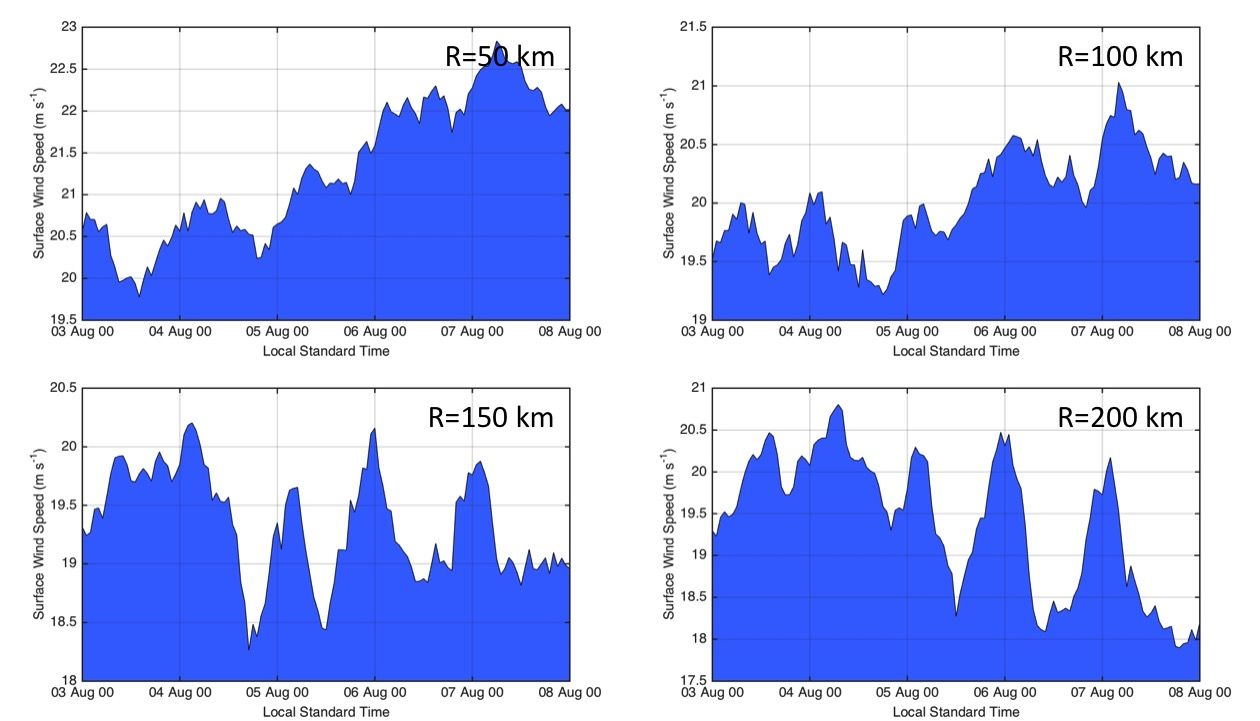 R=50 km
Surface Wind Speed (m s⁻¹)
23
22.5
22
21.5
21
20.5
20
19.5
03 Aug 00 04 Aug 00 05 Aug 00 06 Aug 00 07 Aug 00 08 Aug 00
Local Standard Time
R=100 km
Surface Wind Speed (m s⁻¹)
21.5
21
20.5
20
19.5
19
03 Aug 00 04 Aug 00 05 Aug 00 06 Aug 00 07 Aug 00 08 Aug 00
Local Standard Time
R=150 km
Surface Wind Speed (m s⁻¹)
20.5
20
19.5
19
18.5
18
03 Aug 00 04 Aug 00 05 Aug 00 06 Aug 00 07 Aug 00 08 Aug 00
Local Standard Time
R=200 km
Surface Wind Speed (m s⁻¹)
21
20.5
20
19.5
19
18.5
18
17.5
03 Aug 00 04 Aug 00 05 Aug 00 06 Aug 00 07 Aug 00 08 Aug 00
Local Standard Time